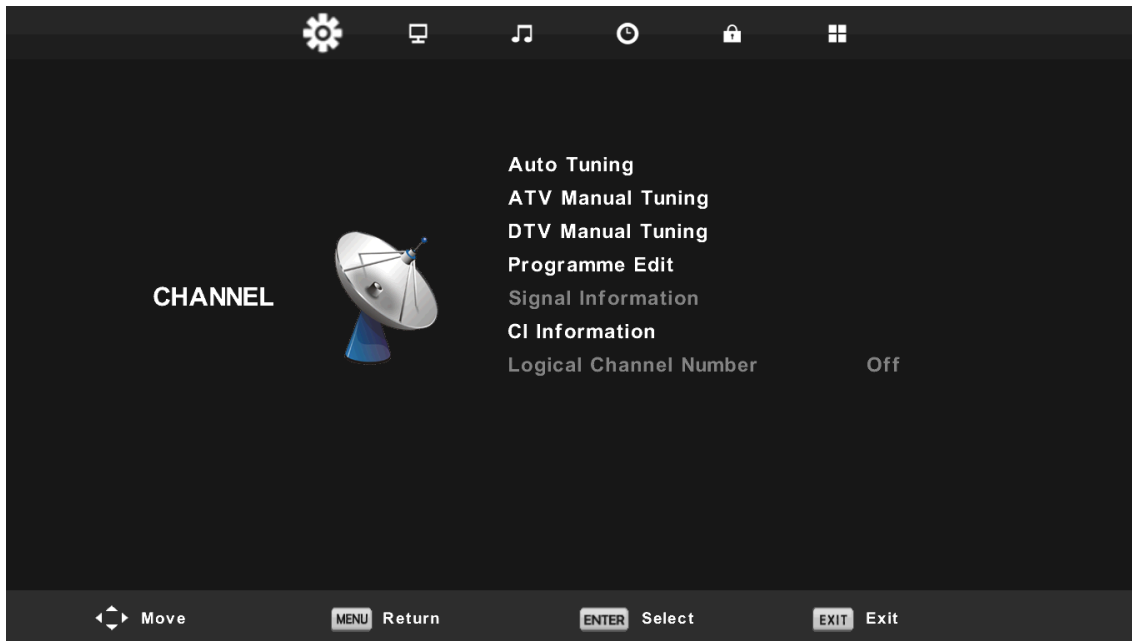 Auto Tuning
ATV Manual Tuning
DTV Manual Tuning
Programme Edit
CHANNEL
Signal Information
CI Information
Logical Channel Number Off
Move MENU Return ENTER Select EXIT Exit